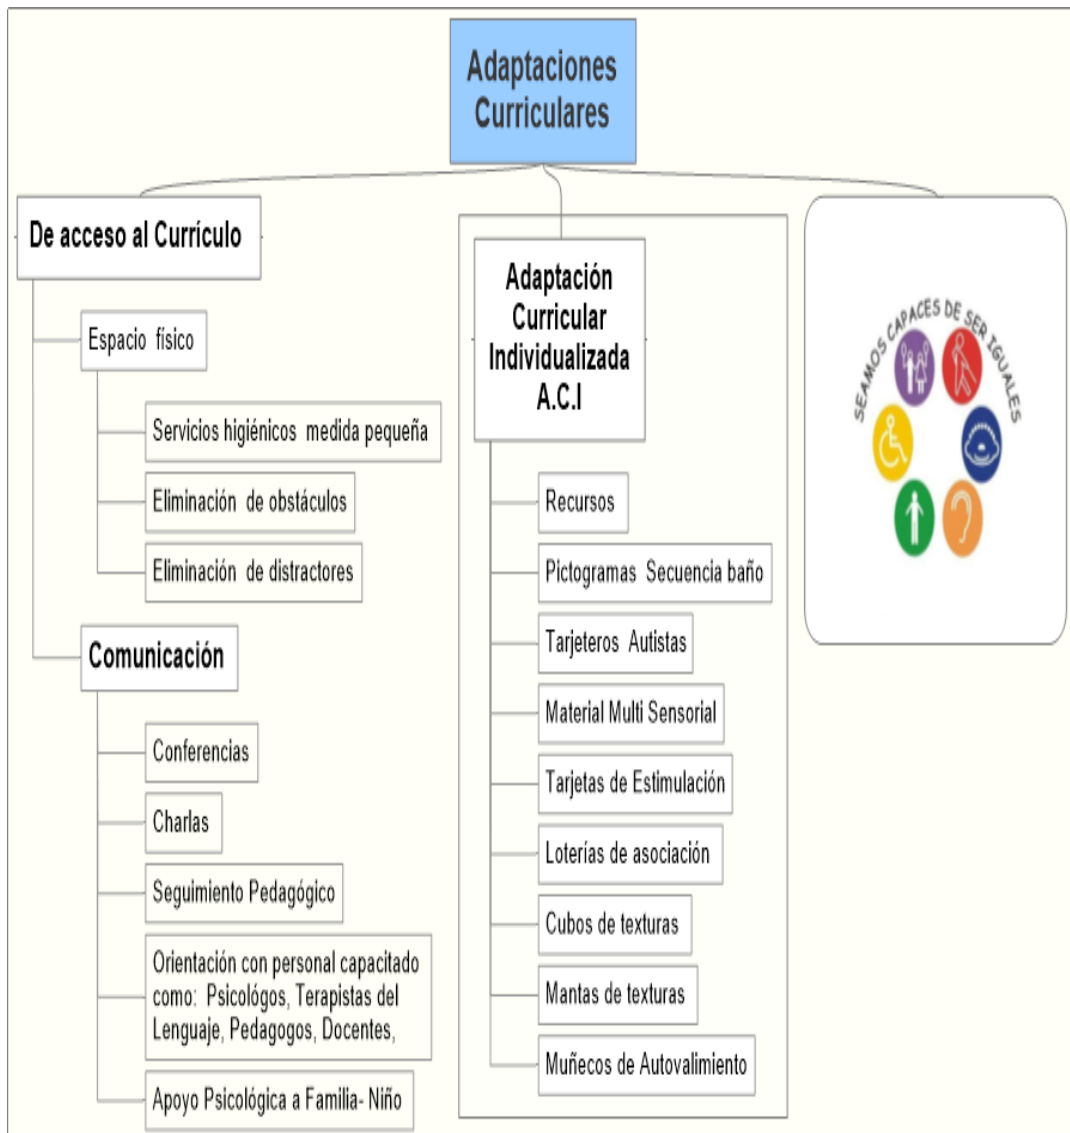 Adaptaciones
Curriculares
De acceso al Currículo
Espacio físico
Servicios higiénicos medida pequeña
Eliminación de obstáculos
Eliminación de distractores
Comunicación
Conferencias
Charlas
Seguimiento Pedagógico
Orientación con personal capacitado
como: Psicológos, Terapistas del
Lenguaje, Pedagogos, Docentes,
Apoyo Psicológica a Familia- Niño
Adaptación
Curricular
Individualizada
A.C.I
Recursos
Pictogramas Secuencia baño
Tarjeteros Autistas
Material Multi Sensorial
Tarjetas de Estimulación
Loterías de asociación
Cubos de texturas
Mantas de texturas
Muñecos de Autovalimiento
SEAMOS CAPACES DE SER IGUALES